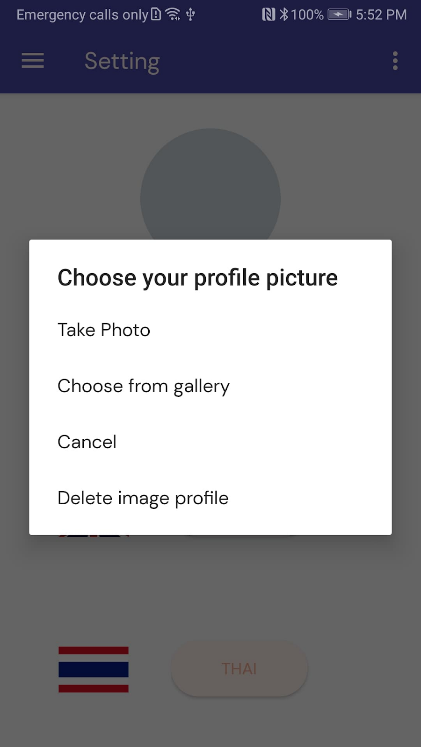 Emergency calls only
100% 5:52 PM
Setting
Choose your profile picture
Take Photo
Choose from gallery
Cancel
Delete image profile
THAI